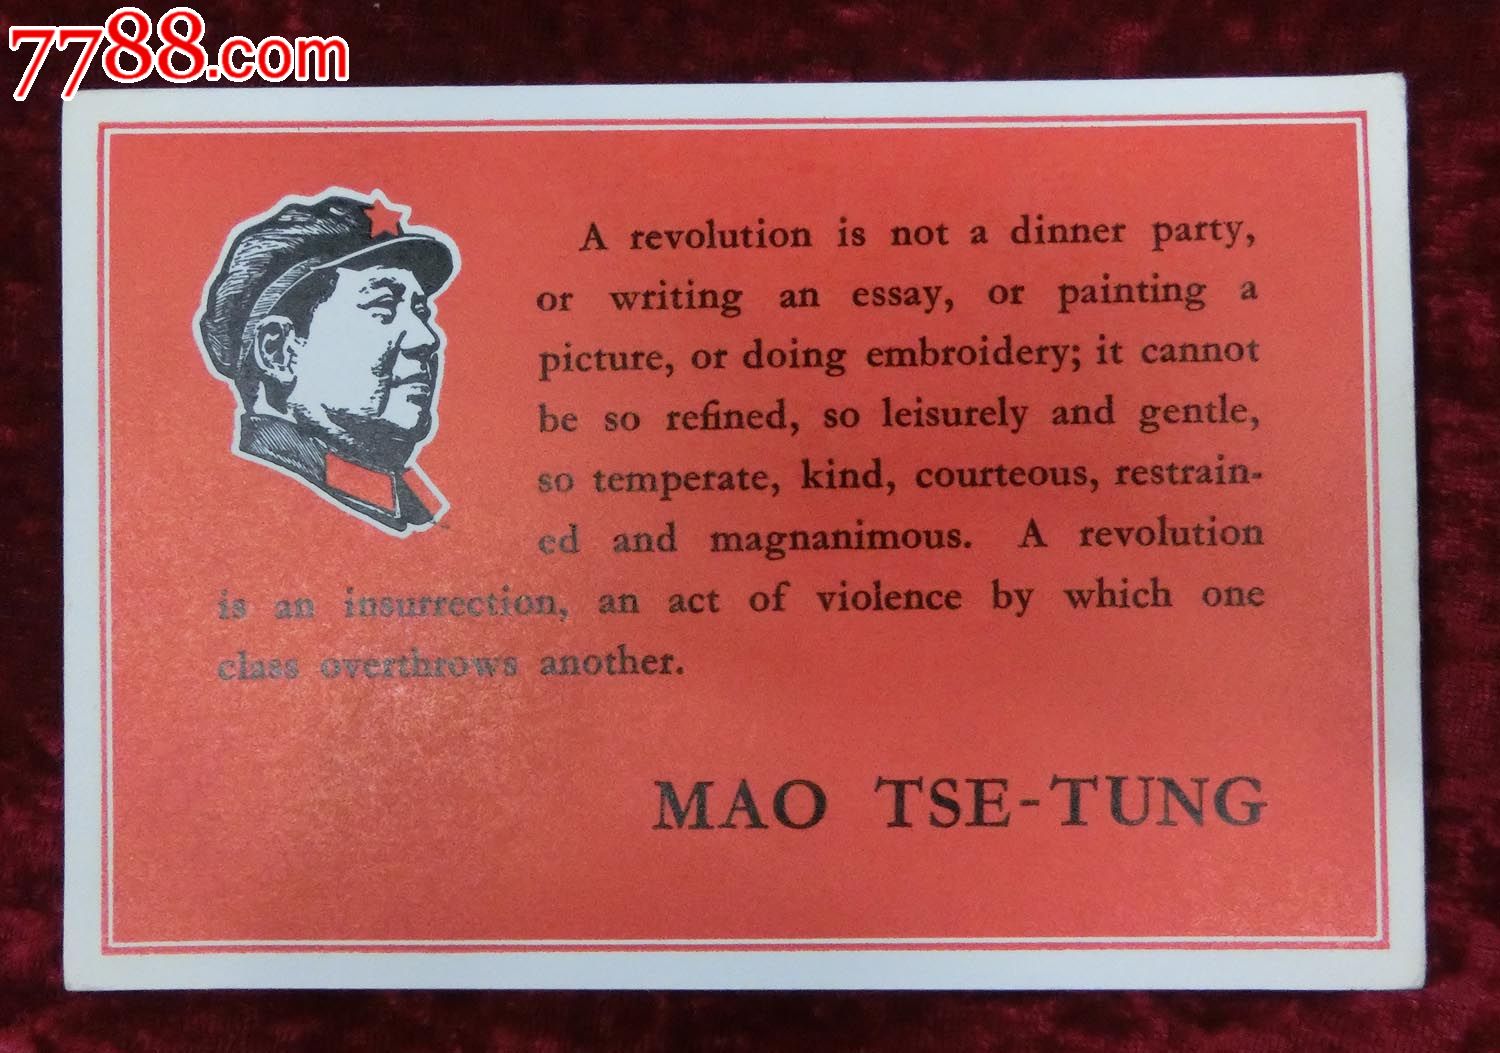 7788.com
A revolution is not a dinner party,
or writing an essay, or painting a
picture, or doing embroidery; it cannot
be so refined, so leisurely and gentle,
so temperate, kind, courteous, restrain-
ed and magnanimous. A revolution
is an insurrection, an act of violence by which one
class overthrows another.
MAO TSE-TUNG